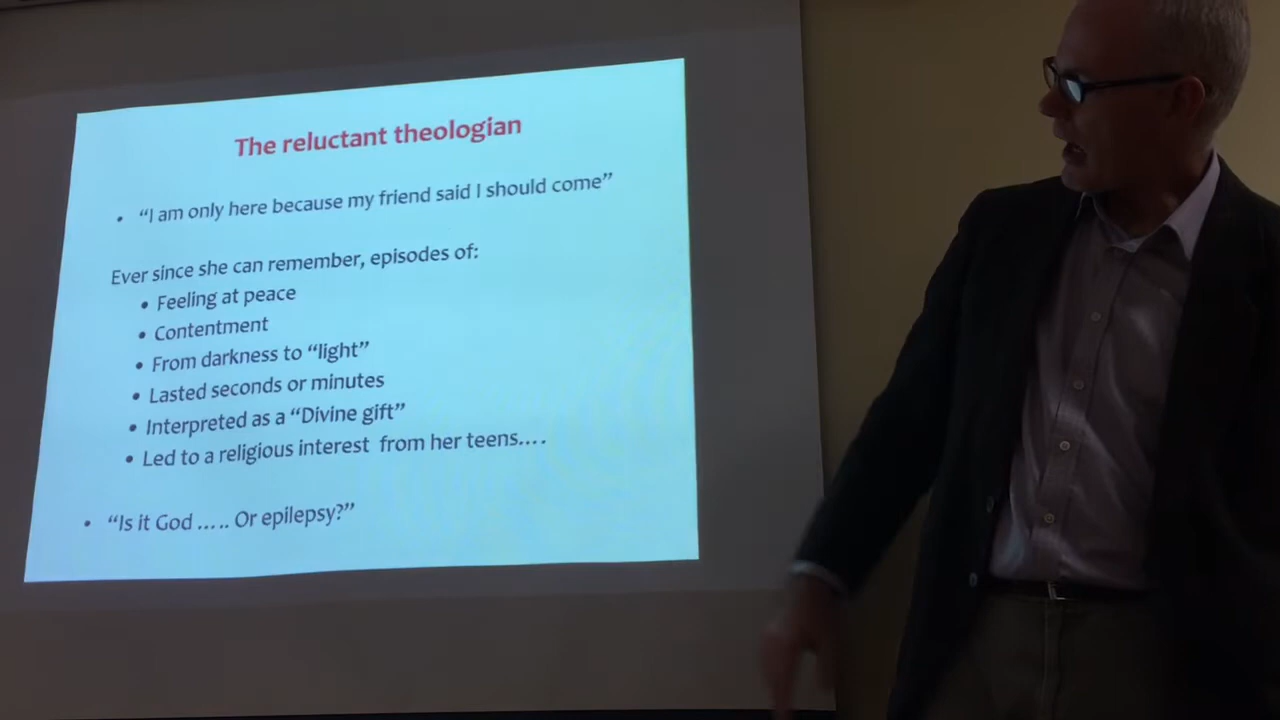 The reluctant theologian
• “I am only here because my friend said I should come”
Ever since she can remember, episodes of:
• Feeling at peace
• Contentment
• From darkness to “light”
• Lasted seconds or minutes
• Interpreted as a “Divine gift”
• Led to a religious interest from her teens....
• “Is it God ..... Or epilepsy?”